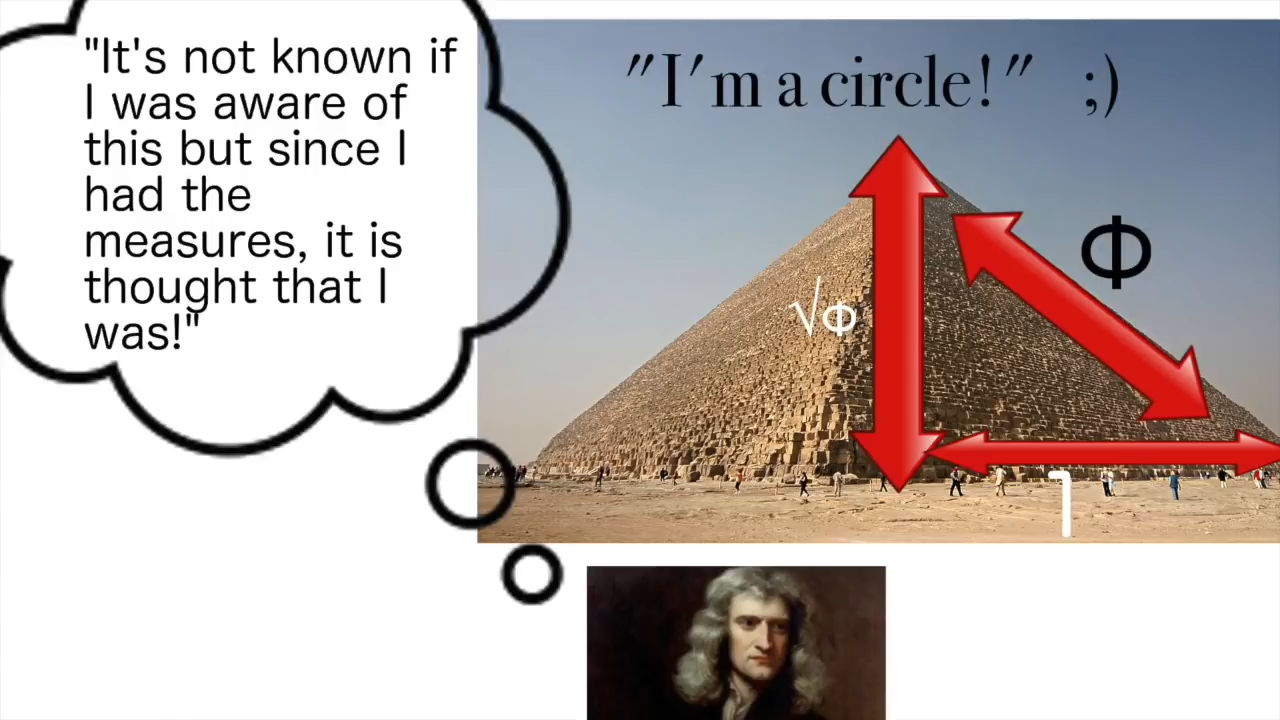 "It's not known if
I was aware of
this but since I
had the
measures, it is
thought that I
was!"
"I'm a circle!" ;)
Φ
√Φ
1